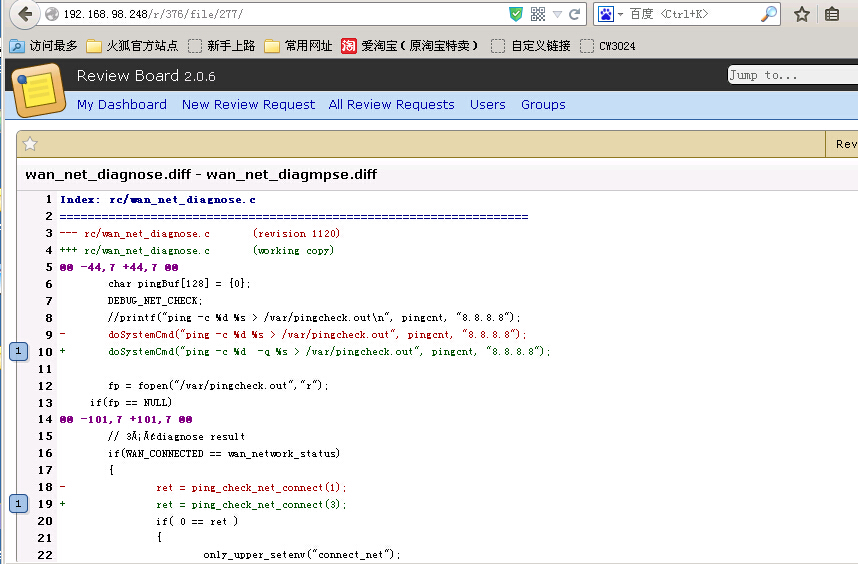 192.168.98.248/r/376/file/277/
百度 <Ctrl+K>
访问最多 火狐官方站点 新手上路 常用网址 淘 爱淘宝（原淘宝特卖） 自定义链接 CW3024
Review Board 2.0.6
Jump to...
My Dashboard New Review Request All Review Requests Users Groups
Rev
wan_net_diagnose.diff - wan_net_diagmpse.diff
1 Index: rc/wan_net_diagnose.c
2 ===================================================================
3 --- rc/wan_net_diagnose.c (revision 1120)
4 +++ rc/wan_net_diagnose.c (working copy)
5 @@ -44,7 +44,7 @@
6 char pingBuf[128] = {0};
7 DEBUG_NET_CHECK;
8 //printf("ping -c %d %s > /var/pingcheck.out\n", pingcnt, "8.8.8.8");
9 - doSystemCmd("ping -c %d %s > /var/pingcheck.out", pingcnt, "8.8.8.8");
1 10 + doSystemCmd("ping -c %d -q %s > /var/pingcheck.out", pingcnt, "8.8.8.8");
11
12 fp = fopen("/var/pingcheck.out","r");
13 if(fp == NULL)
14 @@ -101,7 +101,7 @@
15 // diagnose result
16 if(WAN_CONNECTED == wan_network_status)
17 {
18 - ret = ping_check_net_connect(1);
1 19 + ret = ping_check_net_connect(3);
20 if( 0 == ret )
21 {
22 only_upper_setenv("connect_net");